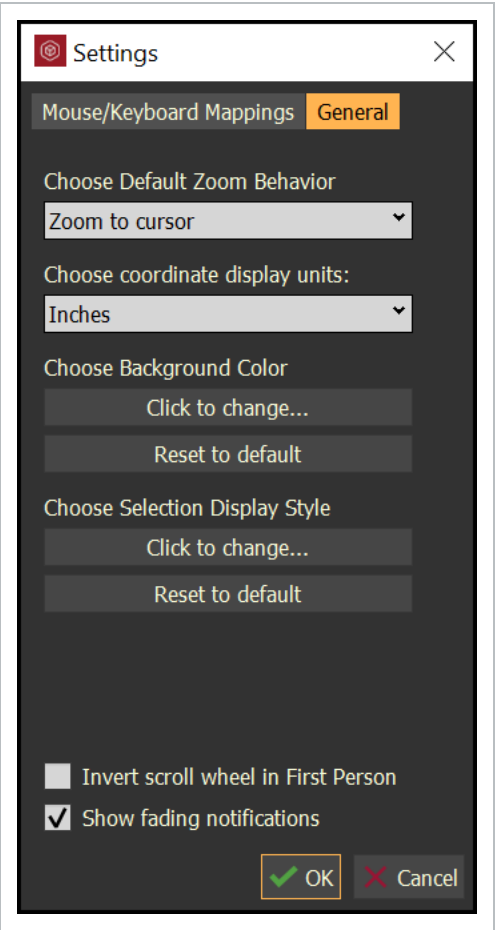 Settings
Mouse/Keyboard Mappings General
Choose Default Zoom Behavior
Zoom to cursor
Choose coordinate display units:
Inches
Choose Background Color
Click to change...
Reset to default
Choose Selection Display Style
Click to change...
Reset to default
Invert scroll wheel in First Person
Show fading notifications
OK Cancel